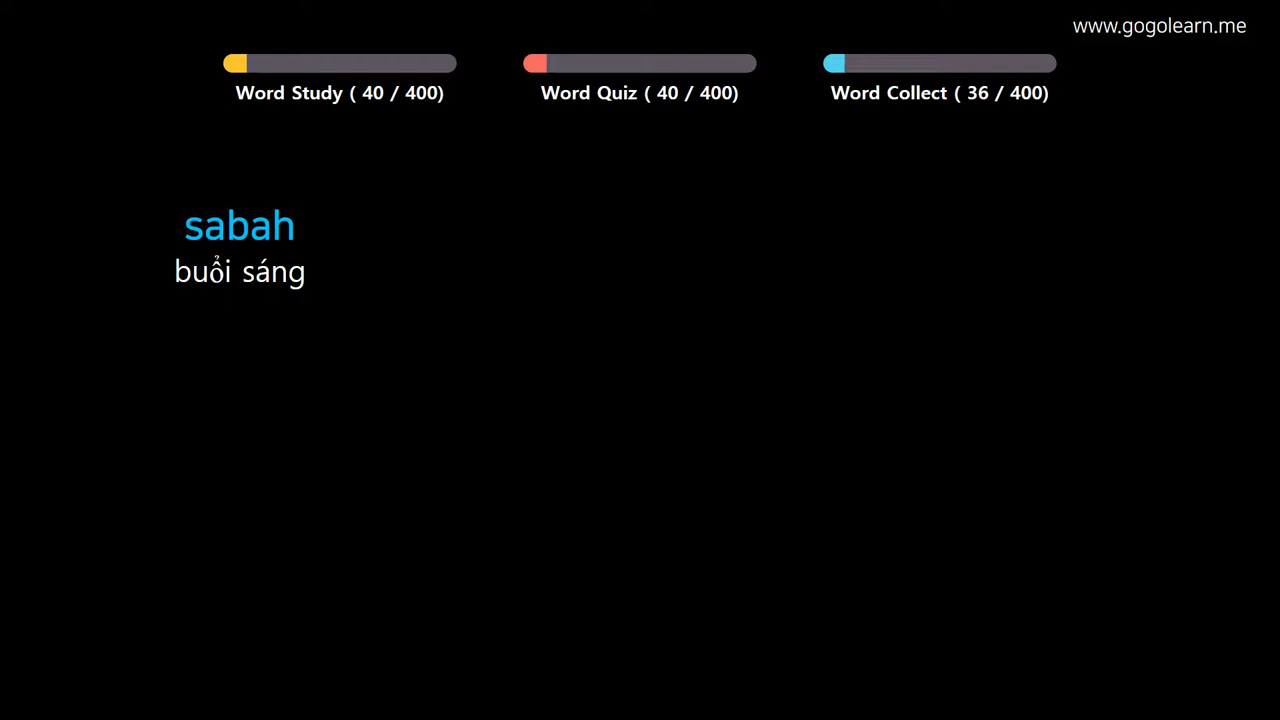 www.gogolearn.me
Word Study ( 40 / 400)
Word Quiz ( 40 / 400)
Word Collect ( 36 / 400)
sabah
buổi sáng